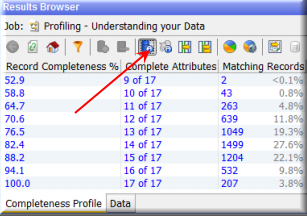 Results Browser
Job: Profiling - Understanding your Data
Record Completeness % Complete Attributes Matching Records
52.9 9 of 17 2 <0.1%
58.8 10 of 17 43 0.8%
64.7 11 of 17 263 4.8%
70.6 12 of 17 639 11.8%
76.5 13 of 17 1049 19.3%
82.4 14 of 17 1499 27.6%
88.2 15 of 17 1204 22.1%
94.1 16 of 17 532 9.8%
100.0 17 of 17 207 3.8%
Completeness Profile Data